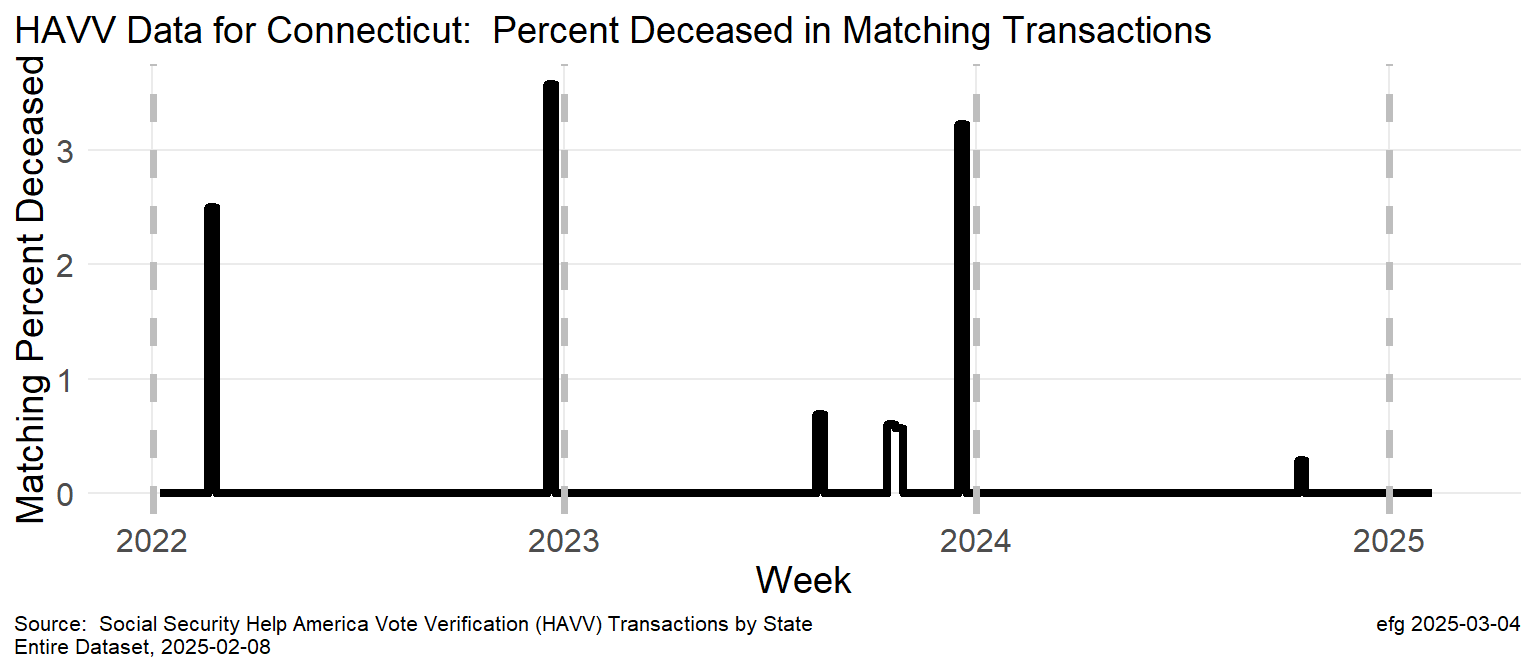 HAVV Data for Connecticut:  Percent Deceased in Matching Transactions
Matching Percent Deceased
3
2
1
0
2022 2023 2024 2025
Week
Source:  Social Security Help America Vote Verification (HAVV) Transactions by State
Entire Dataset, 2025-02-08
efg 2025-03-04